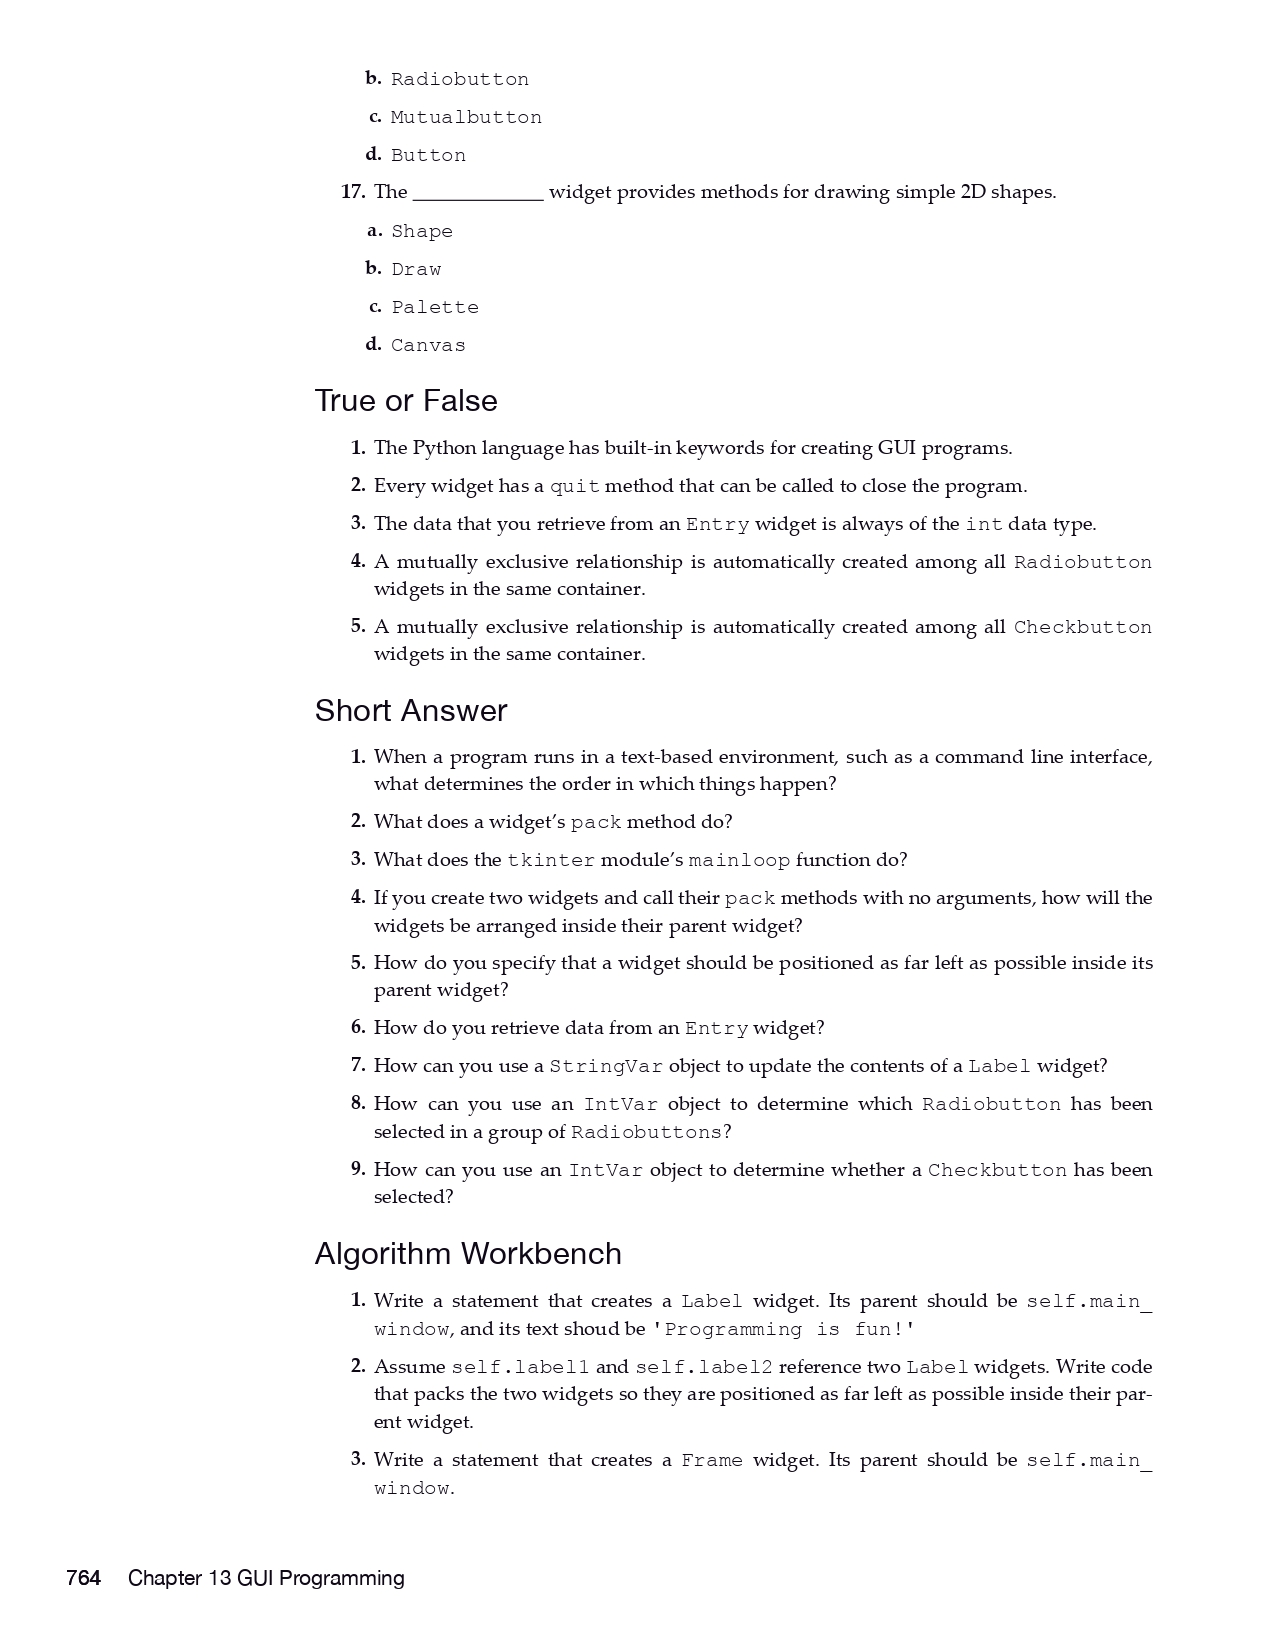 b. Radiobutton
c. Mutualbutton
d. Button
17. The _____________ widget provides methods for drawing simple 2D shapes.
a. Shape
b. Draw
c. Palette
d. Canvas
True or False
1. The Python language has built-in keywords for creating GUI programs.
2. Every widget has a quit method that can be called to close the program.
3. The data that you retrieve from an Entry widget is always of the int data type.
4. A mutually exclusive relationship is automatically created among all Radiobutton
widgets in the same container.
5. A mutually exclusive relationship is automatically created among all Checkbutton
widgets in the same container.
Short Answer
1. When a program runs in a text-based environment, such as a command line interface,
what determines the order in which things happen?
2. What does a widget’s pack method do?
3. What does the tkinter module’s mainloop function do?
4. If you create two widgets and call their pack methods with no arguments, how will the
widgets be arranged inside their parent widget?
5. How do you specify that a widget should be positioned as far left as possible inside its
parent widget?
6. How do you retrieve data from an Entry widget?
7. How can you use a StringVar object to update the contents of a Label widget?
8. How can you use an IntVar object to determine which Radiobutton has been
selected in a group of Radiobuttons?
9. How can you use an IntVar object to determine whether a Checkbutton has been
selected?
Algorithm Workbench
1. Write a statement that creates a Label widget. Its parent should be self.main_
window, and its text shoud be 'Programming is fun!'
2. Assume self.label1 and self.label2 reference two Label widgets. Write code
that packs the two widgets so they are positioned as far left as possible inside their par-
ent widget.
3. Write a statement that creates a Frame widget. Its parent should be self.main_
window.
764 Chapter 13 GUI Programming